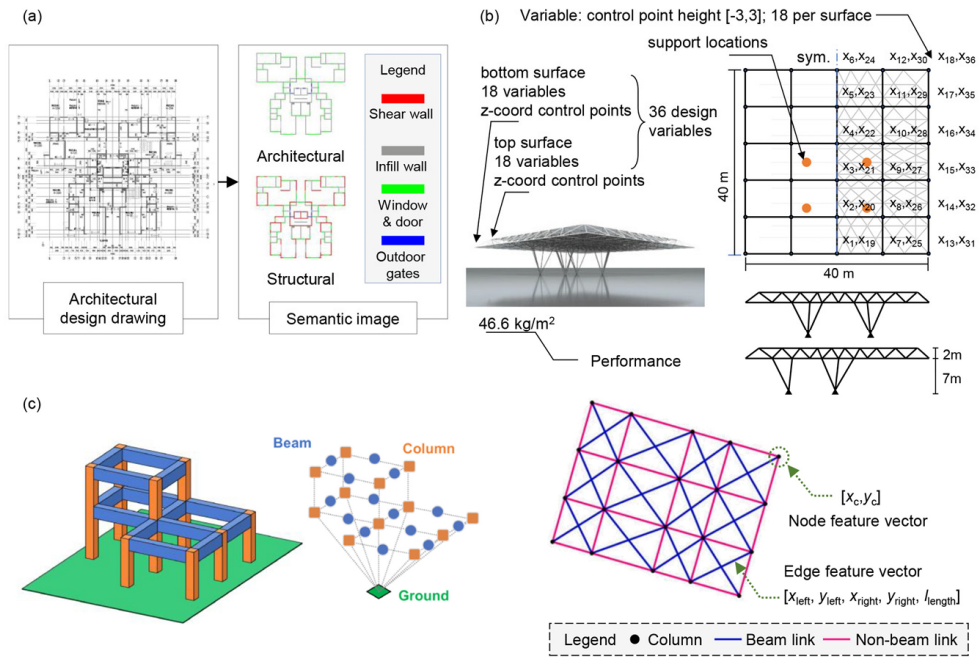 (a)
Architectural
Structural
Legend
Shear wall
Infill wall
Window
& door
Outdoor
gates
Architectural
design drawing
Semantic image
(b)
Variable: control point height [-3,3]; 18 per surface
support locations
bottom surface
18 variables
z-coord control points
top surface
18 variables
z-coord control points
36 design
variables
sym.
x6,x24 x12,x30 x18,x36
x5,x23 x11,x29 x17,x35
x4,x22 x10,x28 x16,x34
x3,x21 x9,x27 x15,x33
x2,x20 x8,x26 x14,x32
x1,x19 x7,x25 x13,x31
40 m
40 m
46.6 kg/m2
Performance
2m
7m
(c)
Beam
Column
Ground
[xc,yc]
Node feature vector
Edge feature vector
[xleft, yleft, xright, yright, llength]
Legend Column Beam link Non-beam link